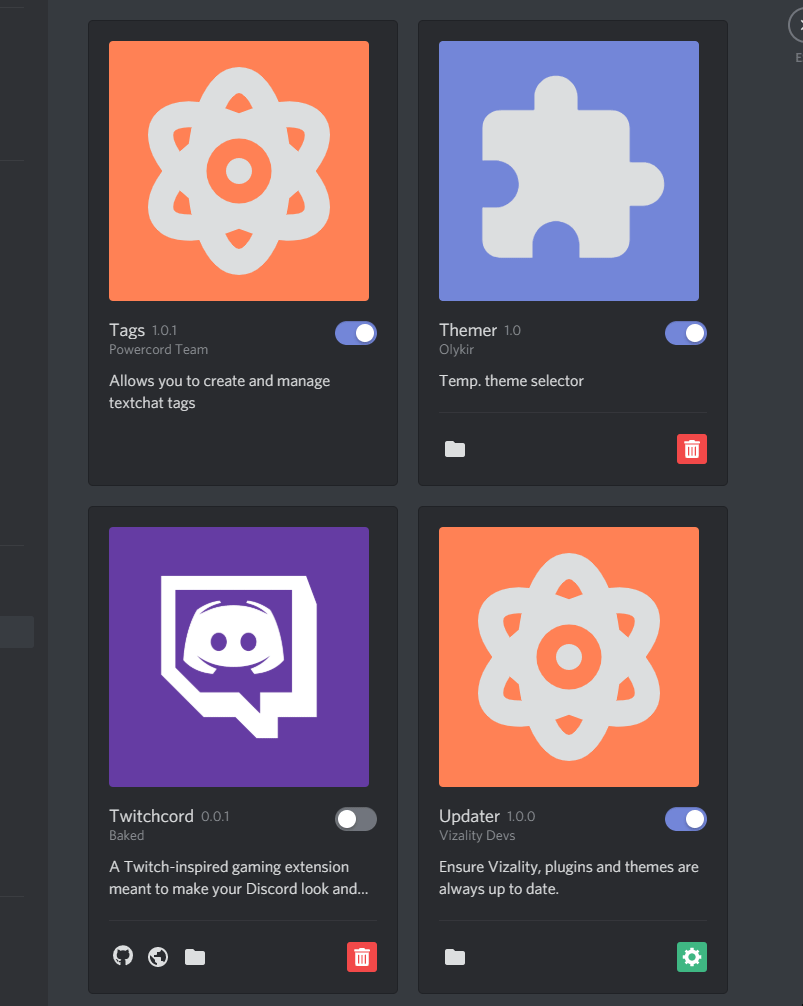 E
Tags 1.0.1
Powercord Team
Allows you to create and manage
textchat tags
Themer 1.0
Olykir
Temp. theme selector
Twitchcord 0.0.1
Baked
A Twitch-inspired gaming extension
meant to make your Discord look and...
Updater 1.0.0
Vizality Devs
Ensure Vizality, plugins and themes are
always up to date.